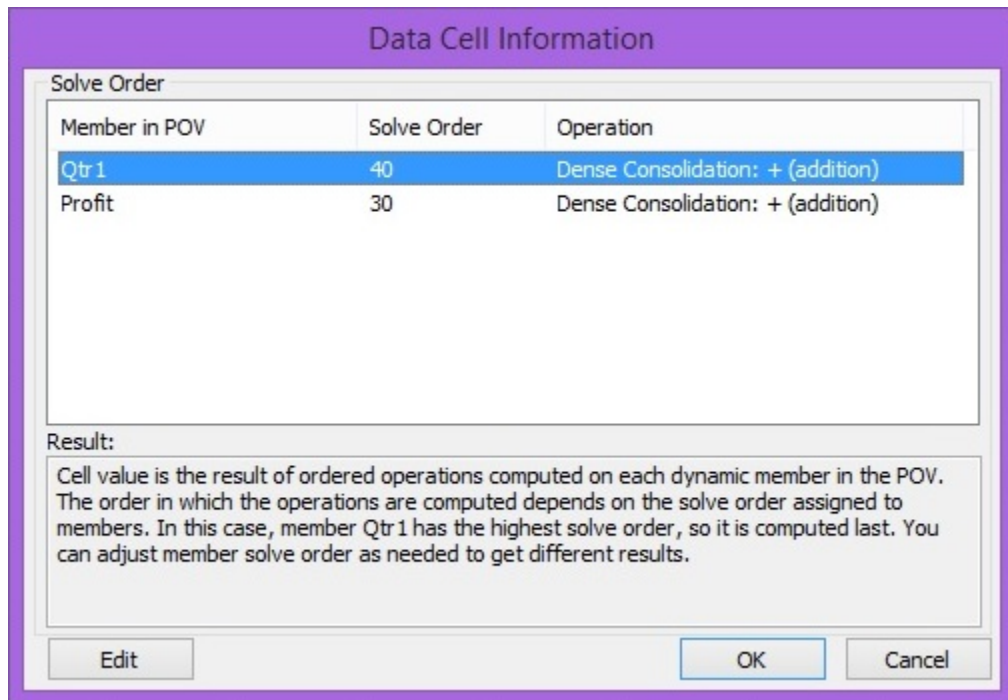 Data Cell Information
Solve Order
Member in POV Solve Order Operation
Qtr1 40 Dense Consolidation: + (addition)
Profit 30 Dense Consolidation: + (addition)
Result:
Cell value is the result of ordered operations computed on each dynamic member in the POV.
The order in which the operations are computed depends on the solve order assigned to
members. In this case, member Qtr1 has the highest solve order, so it is computed last. You
can adjust member solve order as needed to get different results.
Edit OK Cancel